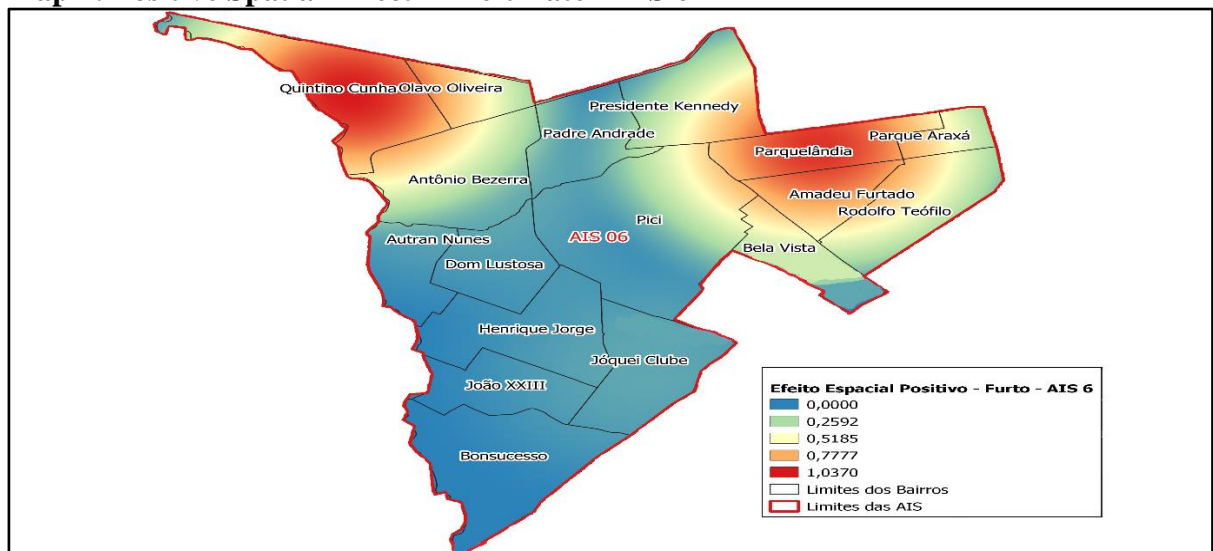 Quintino Cunha
Olavo Oliveira
Presidente Kennedy
Padre Andrade
Parque Araxá
Parquelândia
Antônio Bezerra
Amadeu Furtado
Rodolfo Teófilo
Pici
Autran Nunes
AIS 06
Bela Vista
Dom Lustosa
Henrique Jorge
Jóquei Clube
João XXIII
Bonsucesso
Efeito Espacial Positivo - Furto - AIS 6
0,0000
0,2592
0,5185
0,7777
1,0370
Limites dos Bairros
Limites das AIS